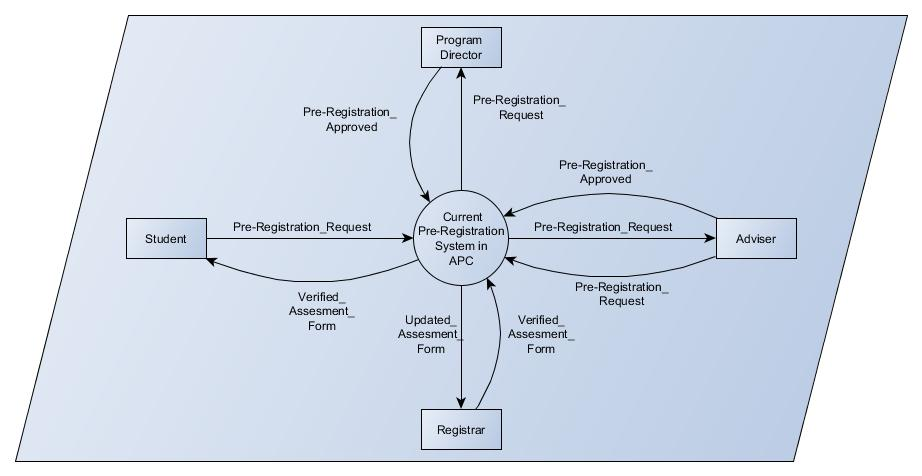 Program
Director
Pre-Registration_
Request
Pre-Registration_
Approved
Pre-Registration_
Approved
Student
Pre-Registration_Request
Current
Pre-Registration
System in
APC
Pre-Registration_Request
Adviser
Verified_
Assesment_
Form
Pre-Registration_
Request
Updated_
Assesment_
Form
Verified_
Assesment_
Form
Registrar